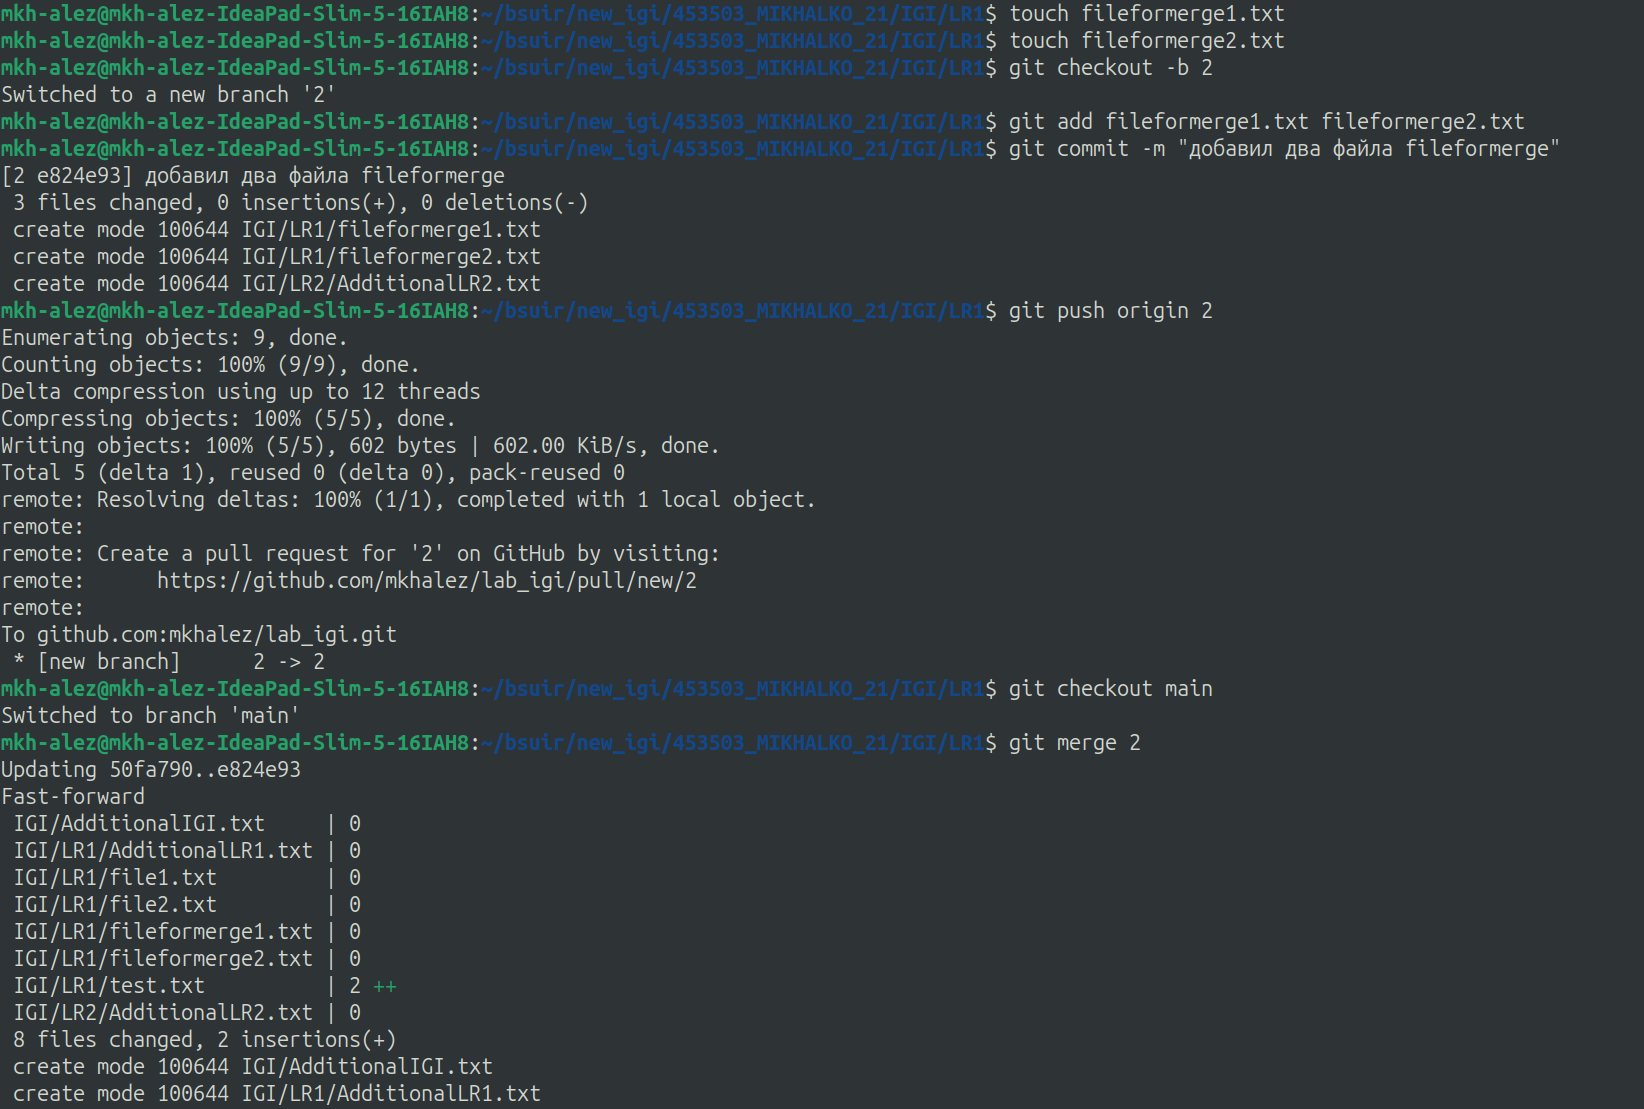 mkh-alez@mkh-alez-IdeaPad-Slim-5-16IAH8:~/bsuir/new_igi/453503_MIKHALKO_21/IGI/LR1$ touch fileformerge1.txt
mkh-alez@mkh-alez-IdeaPad-Slim-5-16IAH8:~/bsuir/new_igi/453503_MIKHALKO_21/IGI/LR1$ touch fileformerge2.txt
mkh-alez@mkh-alez-IdeaPad-Slim-5-16IAH8:~/bsuir/new_igi/453503_MIKHALKO_21/IGI/LR1$ git checkout -b 2
Switched to a new branch '2'
mkh-alez@mkh-alez-IdeaPad-Slim-5-16IAH8:~/bsuir/new_igi/453503_MIKHALKO_21/IGI/LR1$ git add fileformerge1.txt fileformerge2.txt
mkh-alez@mkh-alez-IdeaPad-Slim-5-16IAH8:~/bsuir/new_igi/453503_MIKHALKO_21/IGI/LR1$ git commit -m "добавил два файла fileformerge"
[2 e824e93] добавил два файла fileformerge
 3 files changed, 0 insertions(+), 0 deletions(-)
 create mode 100644 IGI/LR1/fileformerge1.txt
 create mode 100644 IGI/LR1/fileformerge2.txt
 create mode 100644 IGI/LR2/AdditionalLR2.txt
mkh-alez@mkh-alez-IdeaPad-Slim-5-16IAH8:~/bsuir/new_igi/453503_MIKHALKO_21/IGI/LR1$ git push origin 2
Enumerating objects: 9, done.
Counting objects: 100% (9/9), done.
Delta compression using up to 12 threads
Compressing objects: 100% (5/5), done.
Writing objects: 100% (5/5), 602 bytes | 602.00 KiB/s, done.
Total 5 (delta 1), reused 0 (delta 0), pack-reused 0
remote: Resolving deltas: 100% (1/1), completed with 1 local object.
remote:
remote: Create a pull request for '2' on GitHub by visiting:
remote:      https://github.com/mkhalez/lab_igi/pull/new/2
remote:
To github.com:mkhalez/lab_igi.git
 * [new branch]      2 -> 2
mkh-alez@mkh-alez-IdeaPad-Slim-5-16IAH8:~/bsuir/new_igi/453503_MIKHALKO_21/IGI/LR1$ git checkout main
Switched to branch 'main'
mkh-alez@mkh-alez-IdeaPad-Slim-5-16IAH8:~/bsuir/new_igi/453503_MIKHALKO_21/IGI/LR1$ git merge 2
Updating 50fa790..e824e93
Fast-forward
 IGI/AdditionalIGI.txt     | 0
 IGI/LR1/AdditionalLR1.txt | 0
 IGI/LR1/file1.txt         | 0
 IGI/LR1/file2.txt         | 0
 IGI/LR1/fileformerge1.txt | 0
 IGI/LR1/fileformerge2.txt | 0
 IGI/LR1/test.txt          | 2 ++
 IGI/LR2/AdditionalLR2.txt | 0
 8 files changed, 2 insertions(+)
 create mode 100644 IGI/AdditionalIGI.txt
 create mode 100644 IGI/LR1/AdditionalLR1.txt